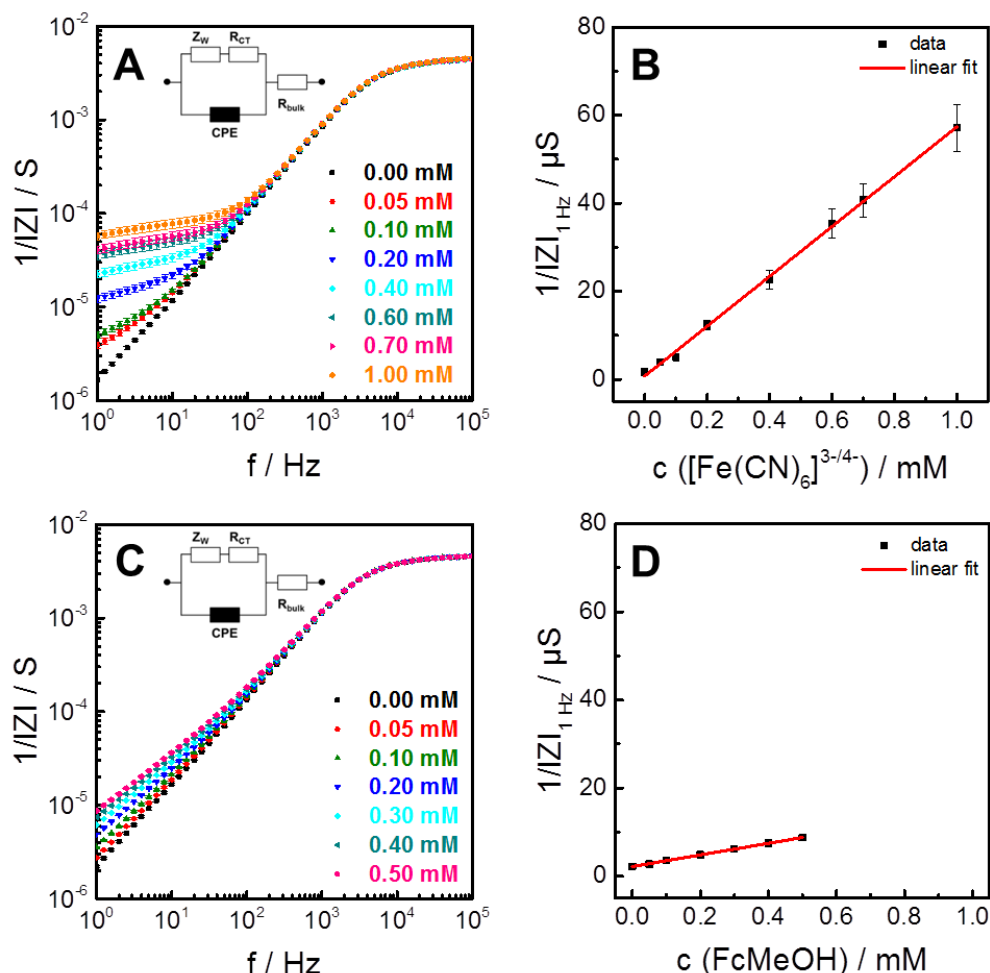 A
Z_W R_CT
R_bulk
CPE
1/IZI / S
10^-2
10^-3
10^-4
10^-5
10^-6
0.00 mM
0.05 mM
0.10 mM
0.20 mM
0.40 mM
0.60 mM
0.70 mM
1.00 mM
10^0 10^1 10^2 10^3 10^4 10^5
f / Hz
B
data
linear fit
1/IZI_1 Hz / µS
80
60
40
20
0
0.0 0.2 0.4 0.6 0.8 1.0
c ([Fe(CN)_6]^3-/4-) / mM
C
Z_W R_CT
R_bulk
CPE
1/IZI / S
10^-2
10^-3
10^-4
10^-5
10^-6
0.00 mM
0.05 mM
0.10 mM
0.20 mM
0.30 mM
0.40 mM
0.50 mM
10^0 10^1 10^2 10^3 10^4 10^5
f / Hz
D
data
linear fit
1/IZI_1 Hz / µS
80
60
40
20
0
0.0 0.2 0.4 0.6 0.8 1.0
c (FcMeOH) / mM